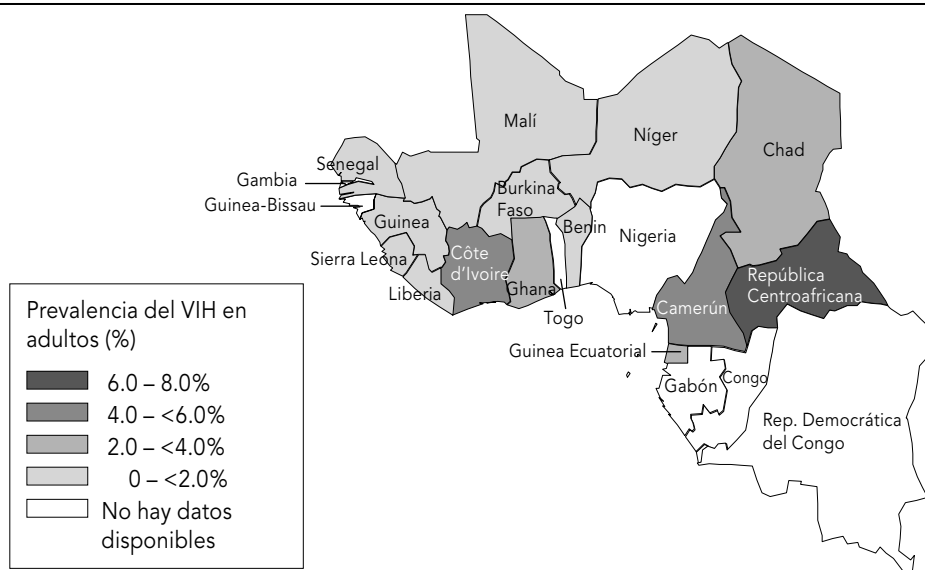 Malí
Níger
Chad
Senegal
Gambia
Guinea-Bissau
Burkina
Faso
Guinea
Benin
Nigeria
Sierra Leona
Côte
d'Ivoire
Liberia
Ghana
República
Centroafricana
Togo
Camerún
Guinea Ecuatorial
Gabón
Congo
Rep. Democrática
del Congo
Prevalencia del VIH en
adultos (%)
6.0 – 8.0%
4.0 – <6.0%
2.0 – <4.0%
0 – <2.0%
No hay datos
disponibles